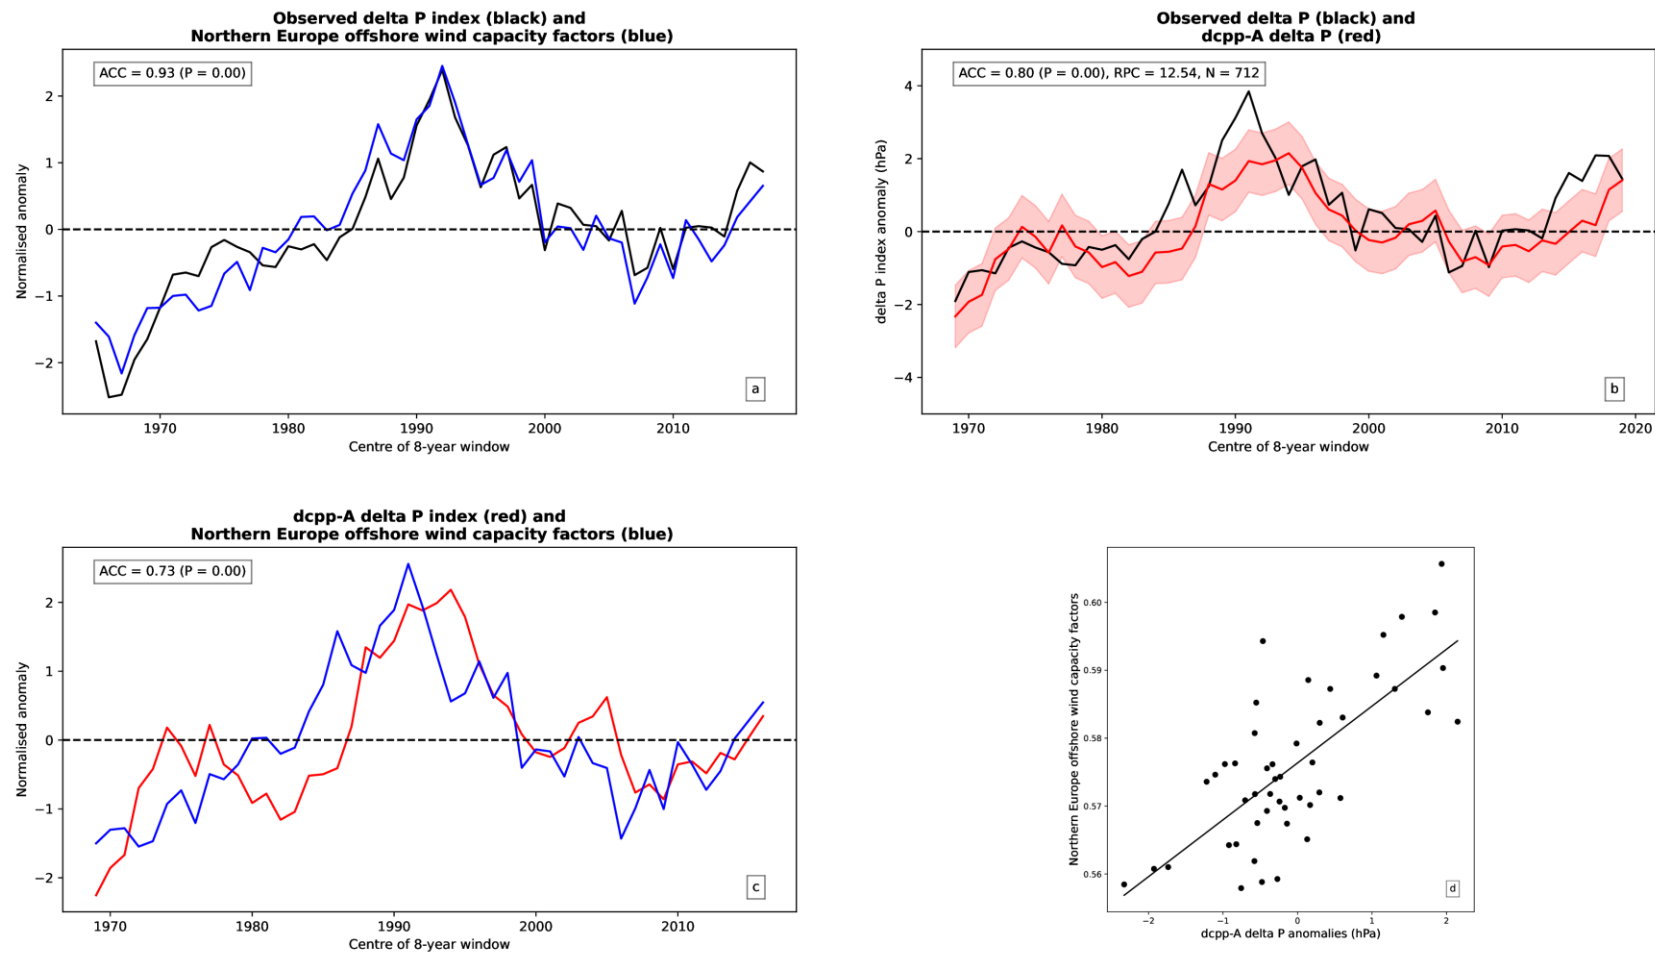 Observed delta P index (black) and
Northern Europe offshore wind capacity factors (blue)
ACC = 0.93 (P = 0.00)
Normalised anomaly
2
1
0
−1
−2
1970 1980 1990 2000 2010
Centre of 8-year window
a
Observed delta P (black) and
dcpp-A delta P (red)
ACC = 0.80 (P = 0.00), RPC = 12.54, N = 712
delta P index anomaly (hPa)
4
2
0
−2
−4
1970 1980 1990 2000 2010 2020
Centre of 8-year window
b
dcpp-A delta P index (red) and
Northern Europe offshore wind capacity factors (blue)
ACC = 0.73 (P = 0.00)
Normalised anomaly
2
1
0
−1
−2
1970 1980 1990 2000 2010
Centre of 8-year window
c
Northern Europe offshore wind capacity factors
0.60
0.59
0.58
0.57
0.56
−2 −1 0 1 2
dcpp-A delta P anomalies (hPa)
d